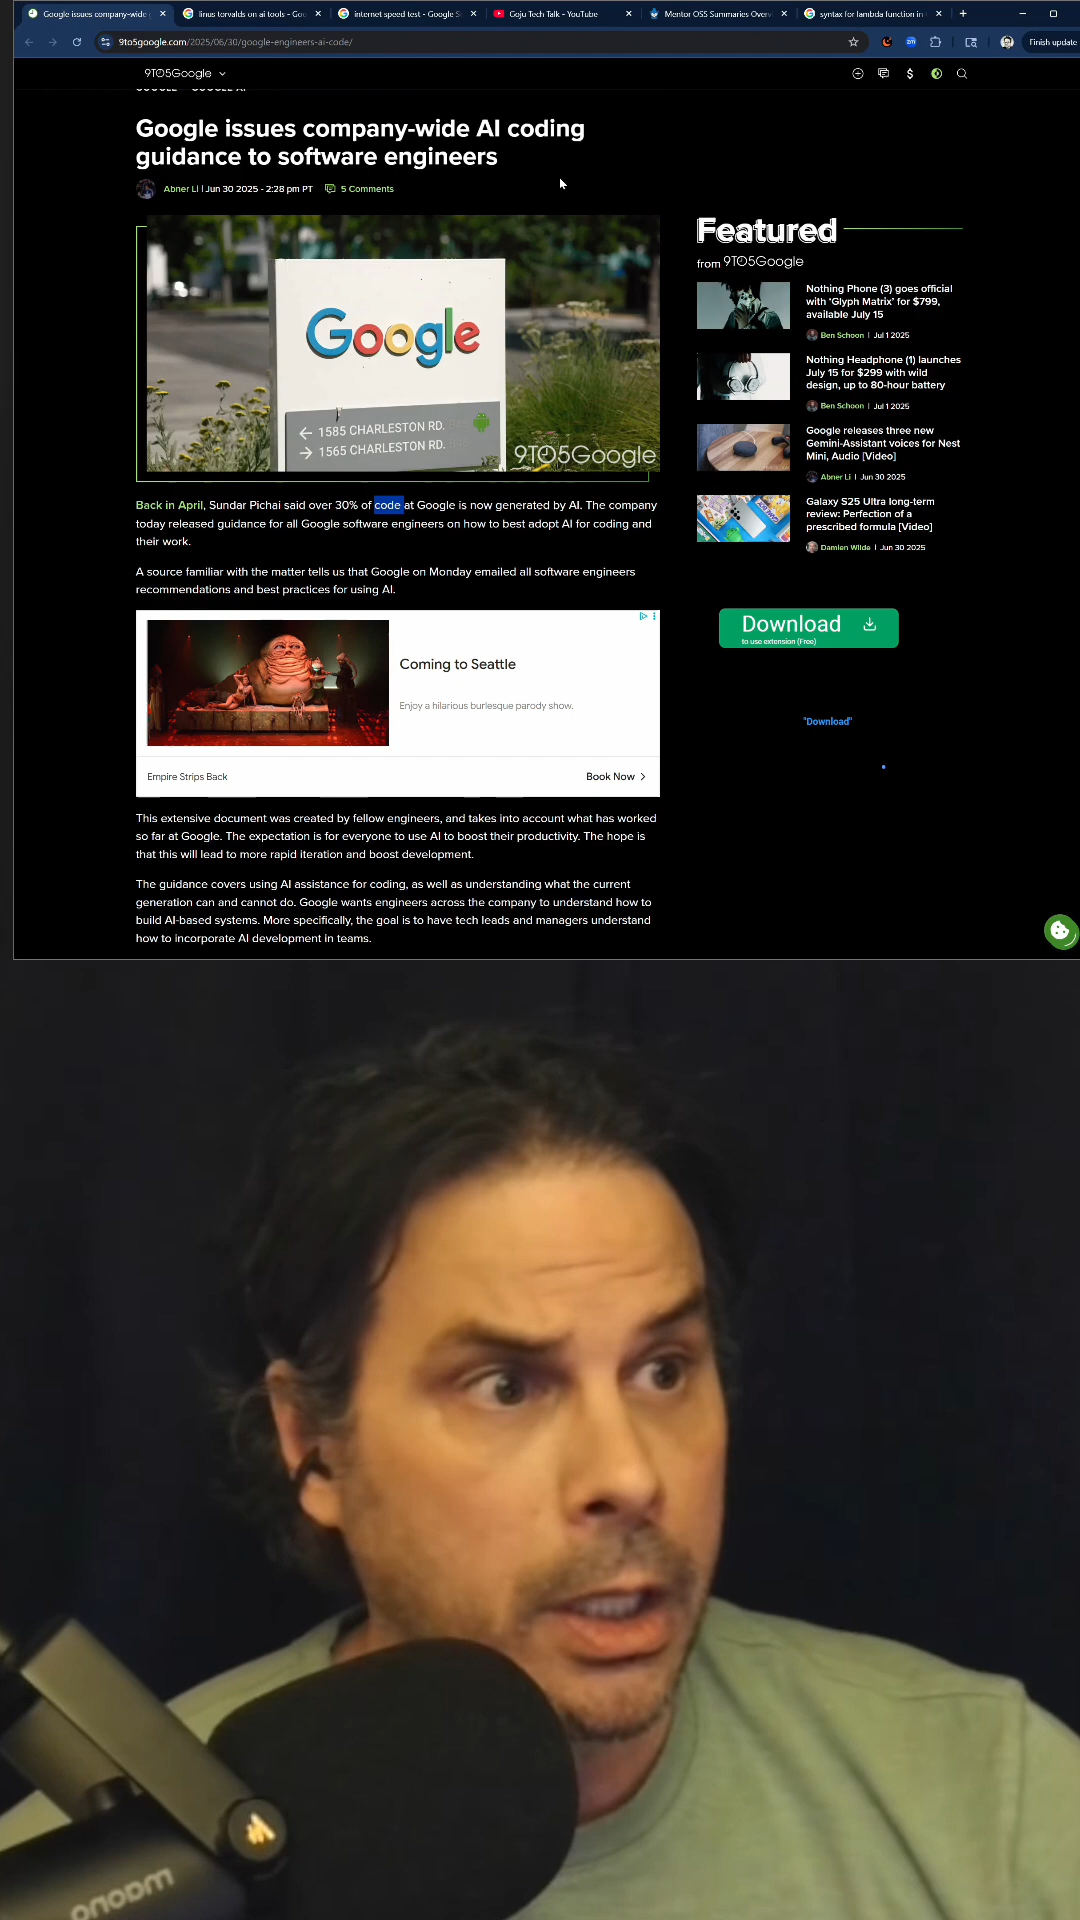 Google issues company-wide
linus torvalds on ai tools - Goo
internet speed test - Google S
Goju Tech Talk - YouTube
Mentor OSS Summaries Overv
syntax for lambda function in
9to5google.com/2025/06/30/google-engineers-ai-code/
Finish update
9TO5Google
Google issues company-wide AI coding
guidance to software engineers
Abner Li | Jun 30 2025 - 2:28 pm PT
5 Comments
Google
← 1585 CHARLESTON RD.
→ 1565 CHARLESTON RD.
9TO5Google
Back in April, Sundar Pichai said over 30% of code at Google is now generated by AI. The company
today released guidance for all Google software engineers on how to best adopt AI for coding and
their work.
A source familiar with the matter tells us that Google on Monday emailed all software engineers
recommendations and best practices for using AI.
Coming to Seattle
Enjoy a hilarious burlesque parody show.
Empire Strips Back
Book Now
This extensive document was created by fellow engineers, and takes into account what has worked
so far at Google. The expectation is for everyone to use AI to boost their productivity. The hope is
that this will lead to more rapid iteration and boost development.
The guidance covers using AI assistance for coding, as well as understanding what the current
generation can and cannot do. Google wants engineers across the company to understand how to
build AI-based systems. More specifically, the goal is to have tech leads and managers understand
how to incorporate AI development in teams.
Featured
from 9TO5Google
Nothing Phone (3) goes official
with ‘Glyph Matrix’ for $799,
available July 15
Ben Schoon | Jul 1 2025
Nothing Headphone (1) launches
July 15 for $299 with wild
design, up to 80-hour battery
Ben Schoon | Jul 1 2025
Google releases three new
Gemini-Assistant voices for Nest
Mini, Audio [Video]
Abner Li | Jun 30 2025
Galaxy S25 Ultra long-term
review: Perfection of a
prescribed formula [Video]
Damien Wilde | Jun 30 2025
Download
to use extension (Free)
"Download"
maono